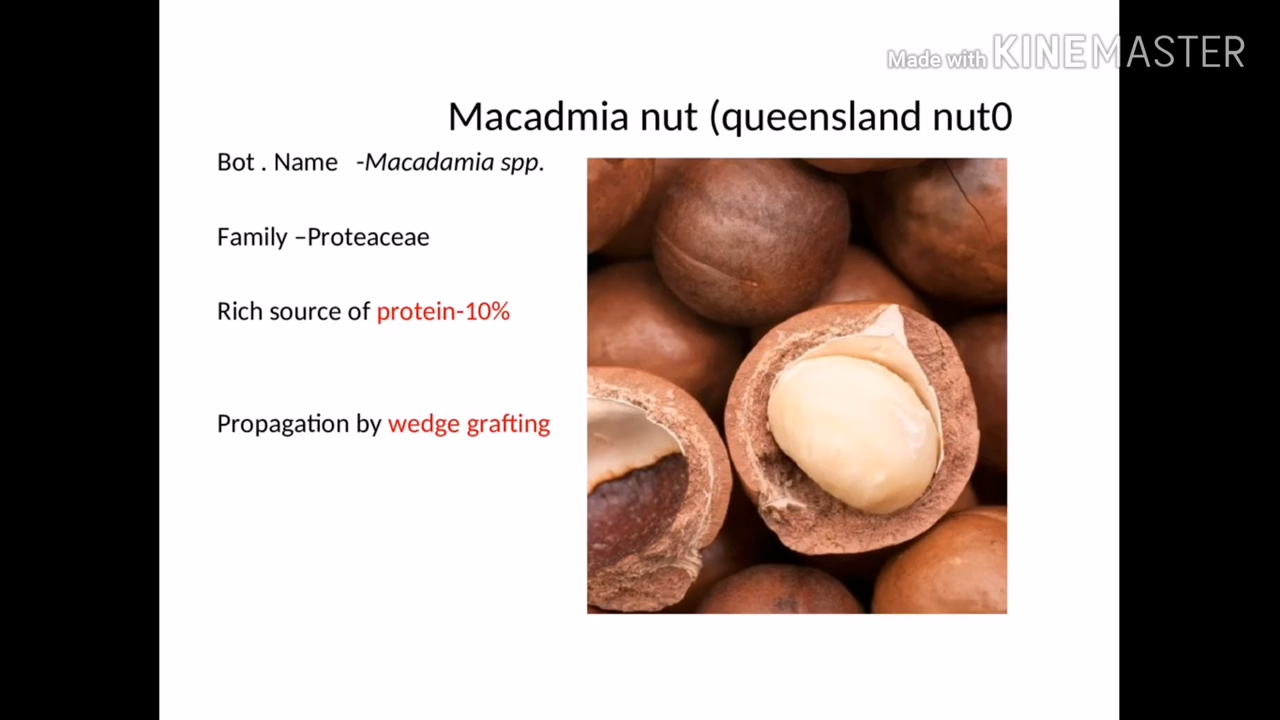 Made with KINEMASTER
Macadmia nut (queensland nut0
Bot . Name -Macadamia spp.
Family –Proteaceae
Rich source of protein-10%
Propagation by wedge grafting